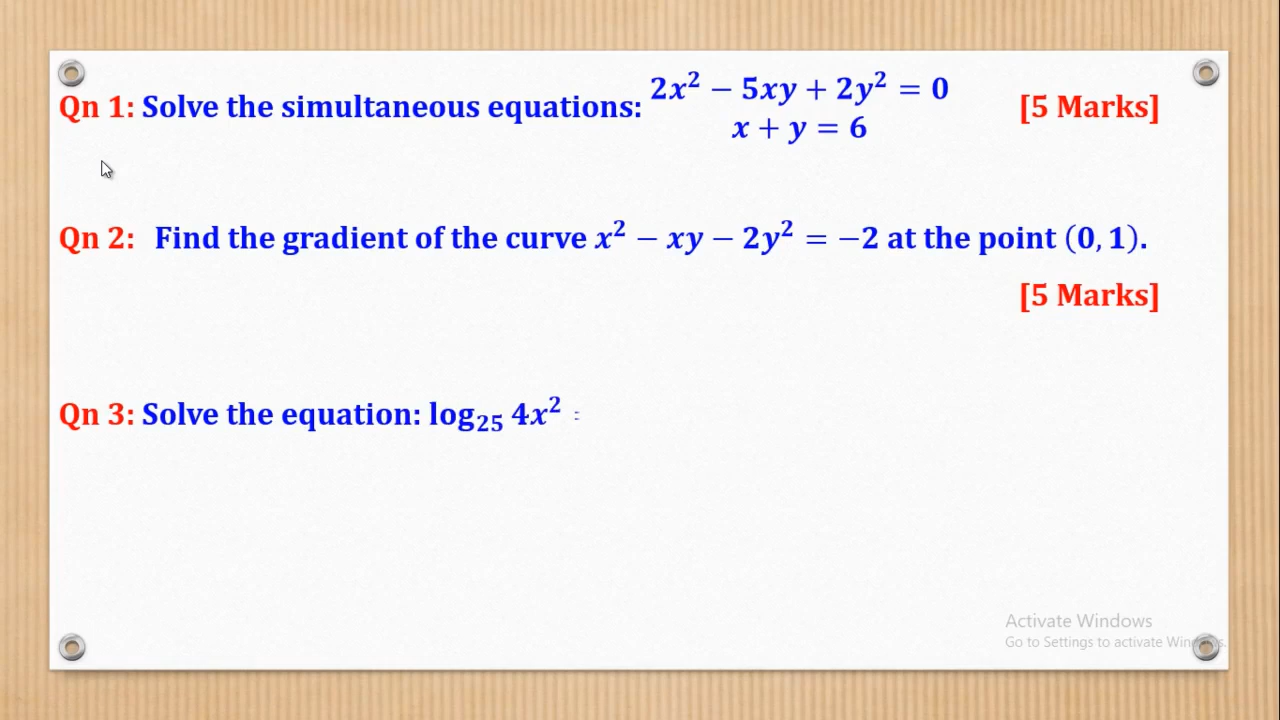 Qn 1: Solve the simultaneous equations: 2x² − 5xy + 2y² = 0 [5 Marks]
x + y = 6
Qn 2: Find the gradient of the curve x² − xy − 2y² = −2 at the point (0, 1).
[5 Marks]
Qn 3: Solve the equation: log₂₅ 4x² =
Activate Windows
Go to Settings to activate Windows.